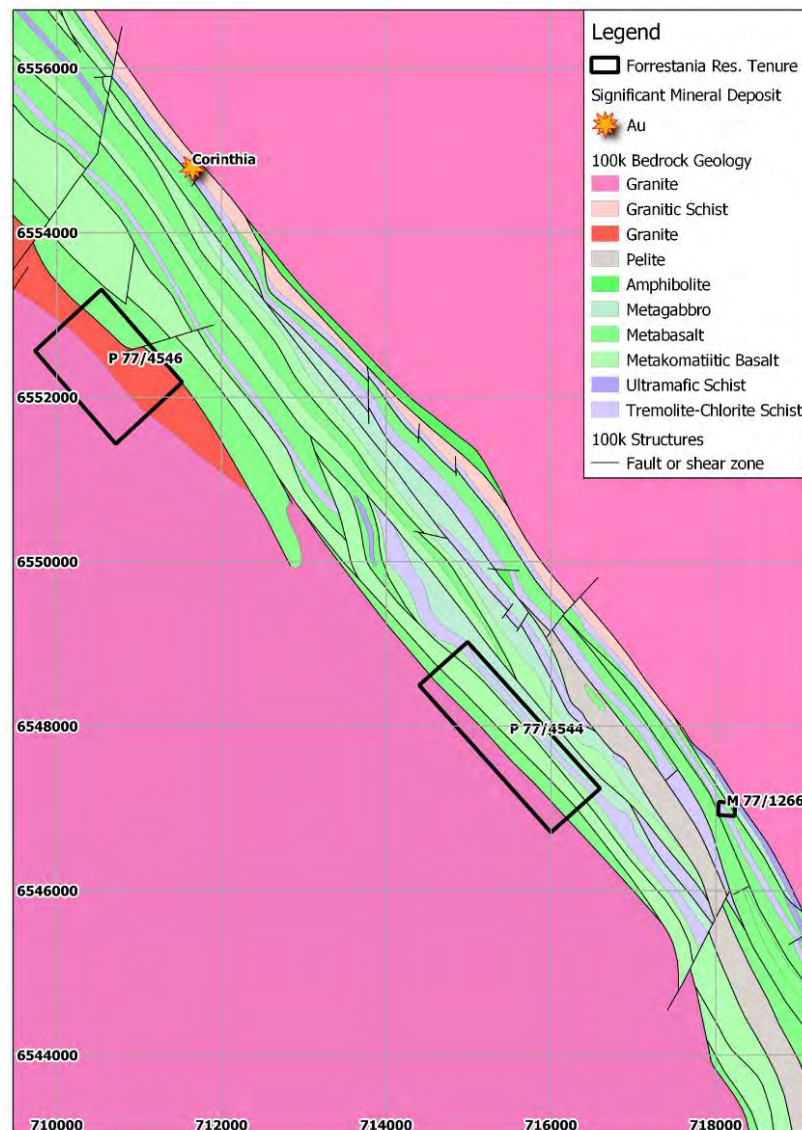 Legend
Forrestania Res. Tenure
Significant Mineral Deposit
Au
100k Bedrock Geology
Granite
Granitic Schist
Granite
Pelite
Amphibolite
Metagabbro
Metabasalt
Metakomatiitic Basalt
Ultramafic Schist
Tremolite-Chlorite Schist
100k Structures
Fault or shear zone
6556000
Corinthia
6554000
P 77/4546
6552000
6550000
6548000
P 77/4544
M 77/1266
6546000
6544000
710000
712000
714000
716000
718000